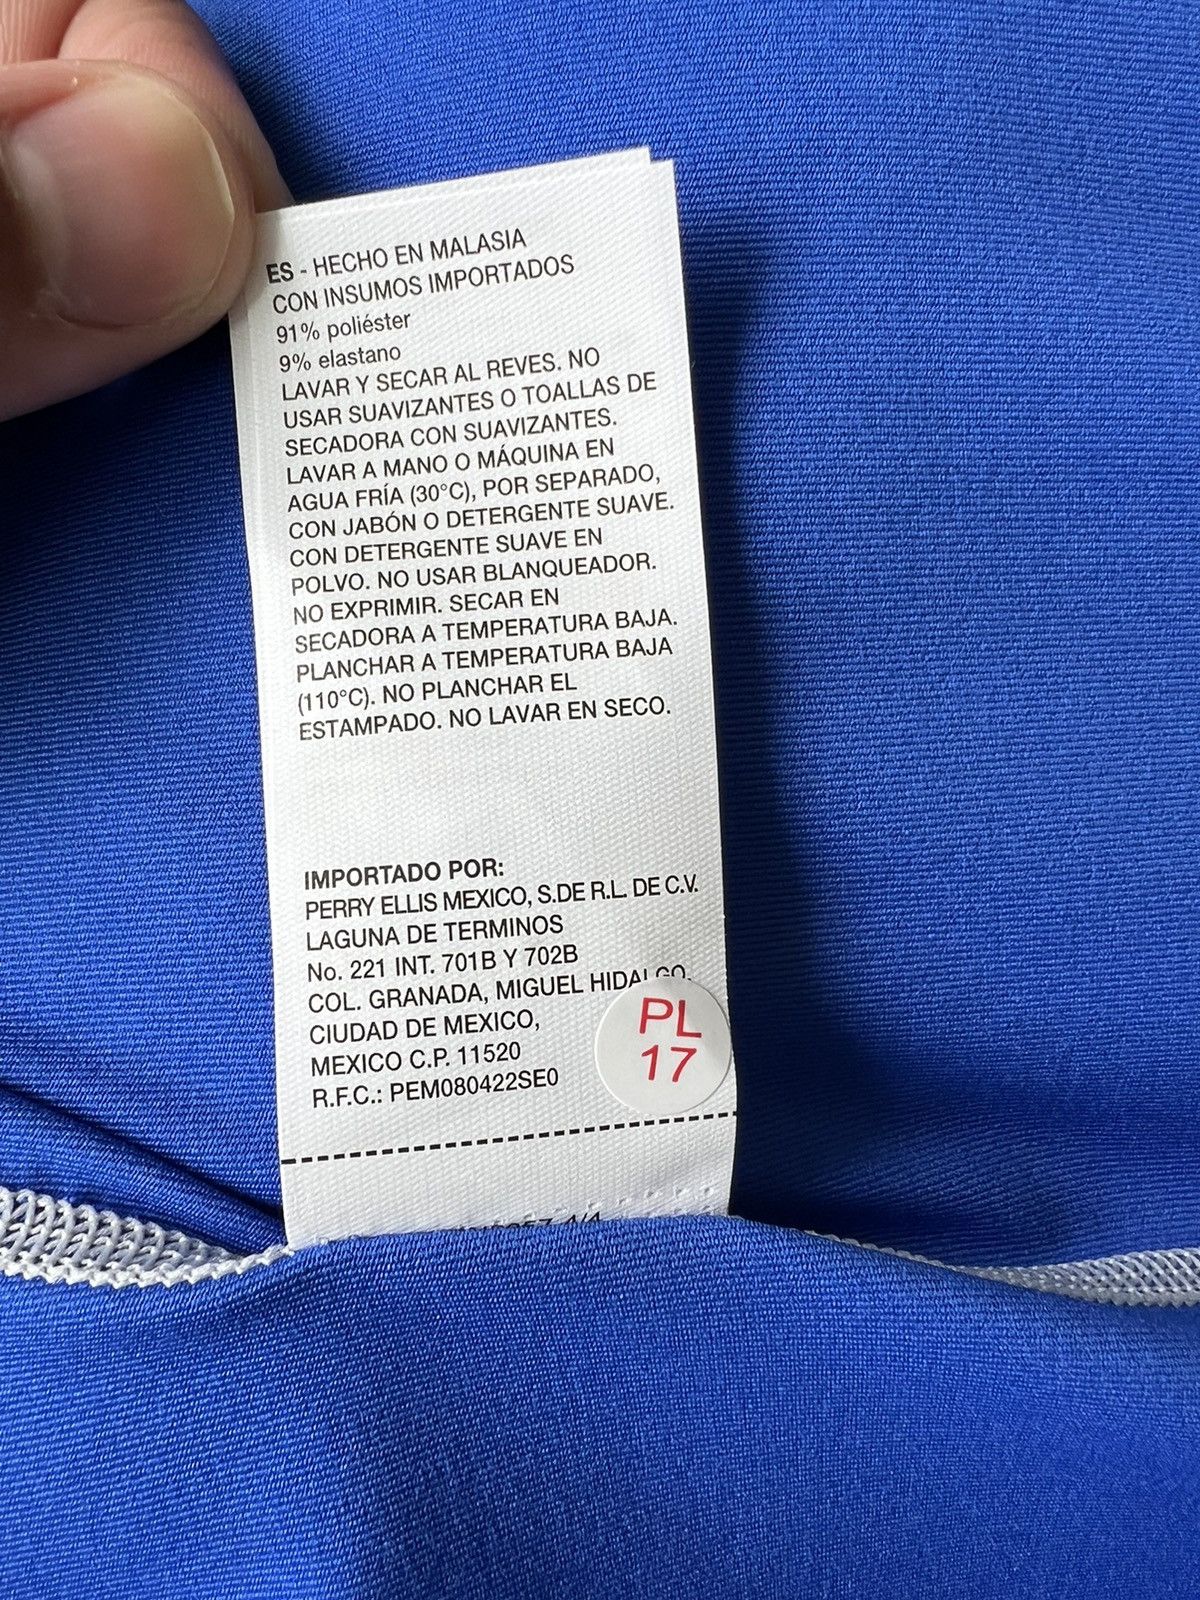 ES - HECHO EN MALASIA
CON INSUMOS IMPORTADOS
91% poliéster
9% elastano
LAVAR Y SECAR AL REVES. NO
USAR SUAVIZANTES O TOALLAS DE
SECADORA CON SUAVIZANTES.
LAVAR A MANO O MÁQUINA EN
AGUA FRÍA (30°C), POR SEPARADO,
CON JABÓN O DETERGENTE SUAVE.
CON DETERGENTE SUAVE EN
POLVO. NO USAR BLANQUEADOR.
NO EXPRIMIR. SECAR EN
SECADORA A TEMPERATURA BAJA.
PLANCHAR A TEMPERATURA BAJA
(110°C). NO PLANCHAR EL
ESTAMPADO. NO LAVAR EN SECO.
IMPORTADO POR:
PERRY ELLIS MEXICO, S.DE R.L. DE C.V.
LAGUNA DE TERMINOS
No. 221 INT. 701B Y 702B
COL. GRANADA, MIGUEL HIDALGO,
CIUDAD DE MEXICO,
MEXICO C.P. 11520
R.F.C.: PEM080422SE0
PL
17
4/4